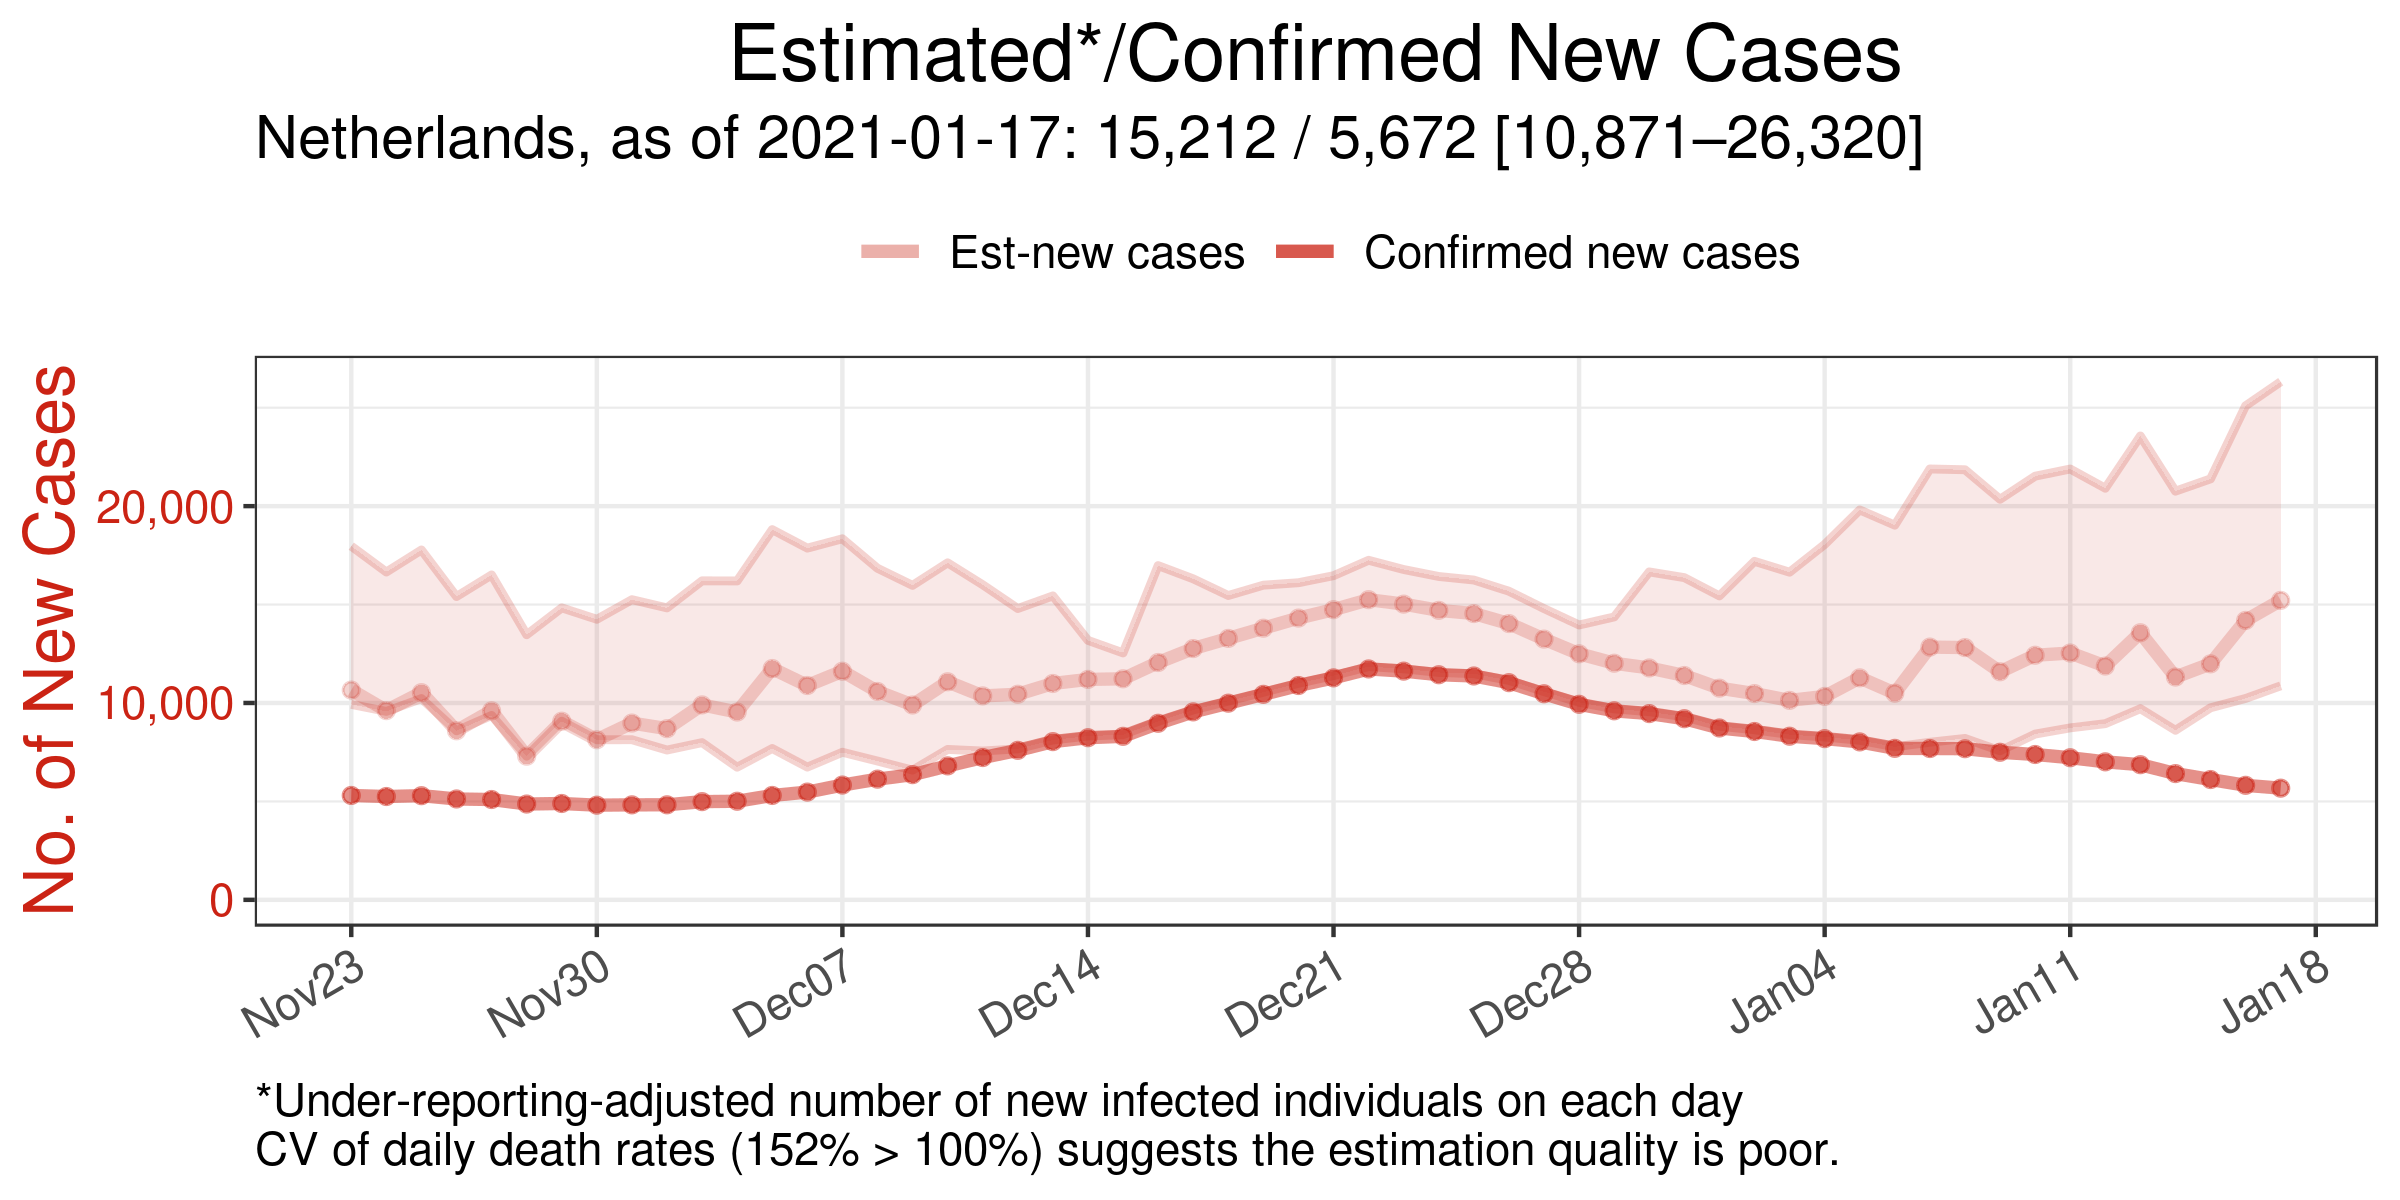 Estimated*/Confirmed New Cases
Netherlands, as of 2021-01-17: 15,212 / 5,672 [10,871–26,320]
Est-new cases
Confirmed new cases
No. of New Cases
20,000
10,000
0
Nov23
Nov30
Dec07
Dec14
Dec21
Dec28
Jan04
Jan11
Jan18
*Under-reporting-adjusted number of new infected individuals on each day
CV of daily death rates (152% > 100%) suggests the estimation quality is poor.